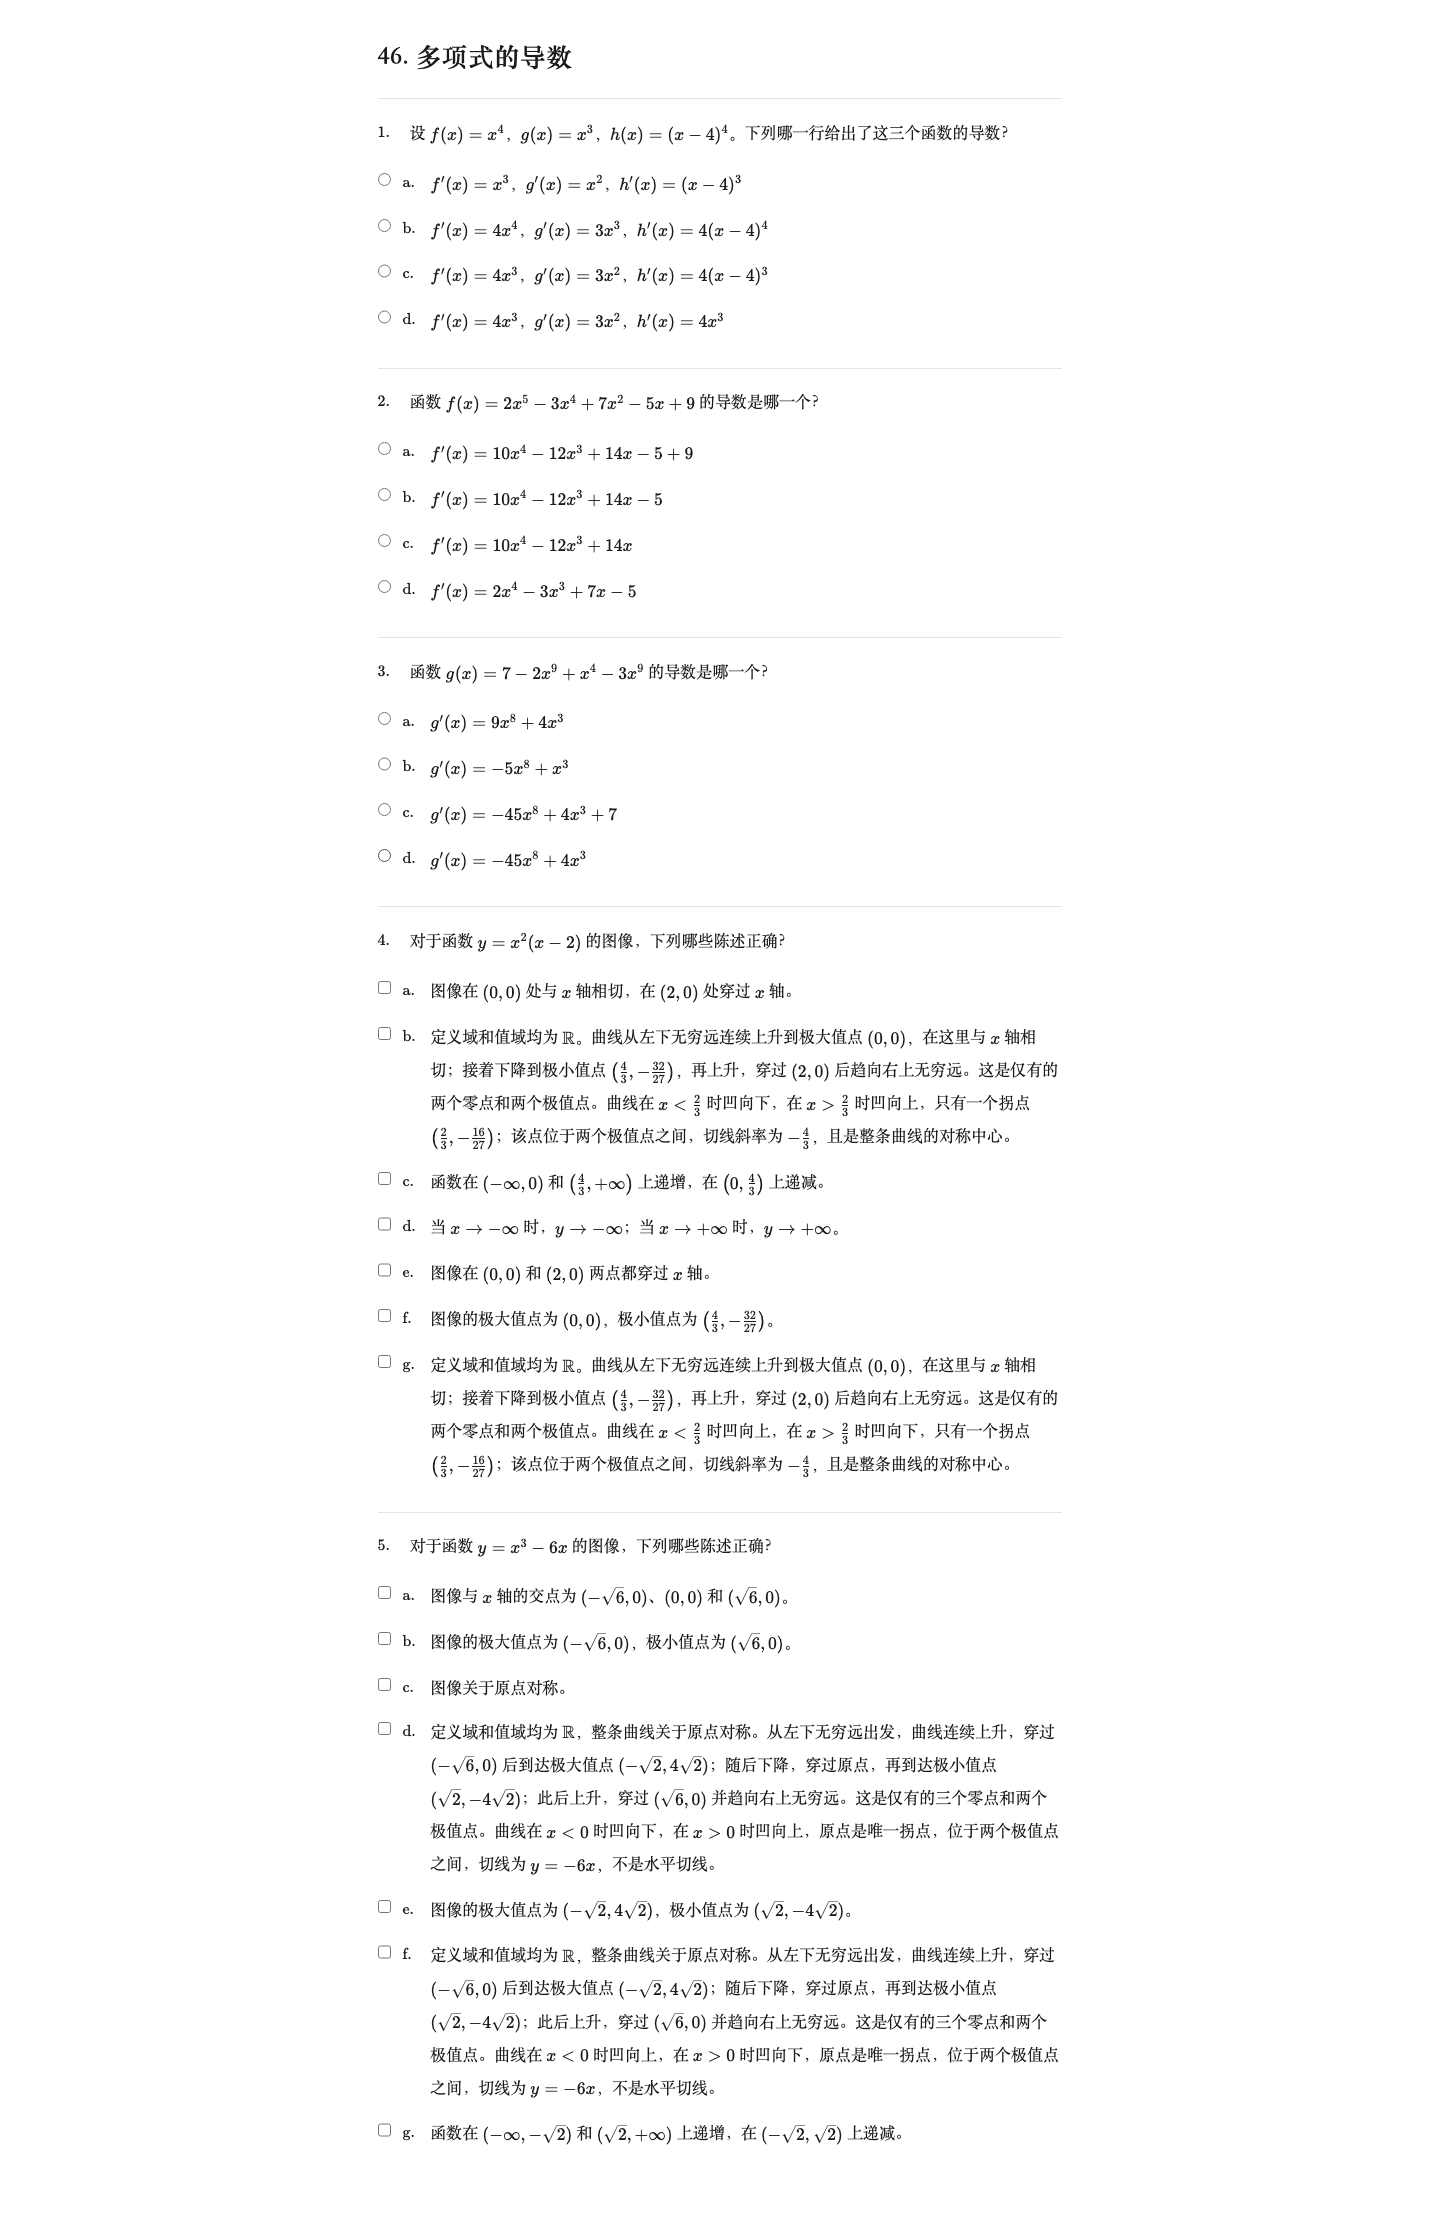 46. 多项式的导数
1. 设 f(x) = x⁴，g(x) = x³，h(x) = (x − 4)⁴。下列哪一行给出了这三个函数的导数？
a. f′(x) = x³，g′(x) = x²，h′(x) = (x − 4)³
b. f′(x) = 4x⁴，g′(x) = 3x³，h′(x) = 4(x − 4)⁴
c. f′(x) = 4x³，g′(x) = 3x²，h′(x) = 4(x − 4)³
d. f′(x) = 4x³，g′(x) = 3x²，h′(x) = 4x³
2. 函数 f(x) = 2x⁵ − 3x⁴ + 7x² − 5x + 9 的导数是哪一个？
a. f′(x) = 10x⁴ − 12x³ + 14x − 5 + 9
b. f′(x) = 10x⁴ − 12x³ + 14x − 5
c. f′(x) = 10x⁴ − 12x³ + 14x
d. f′(x) = 2x⁴ − 3x³ + 7x − 5
3. 函数 g(x) = 7 − 2x⁹ + x⁴ − 3x⁹ 的导数是哪一个？
a. g′(x) = 9x⁸ + 4x³
b. g′(x) = −5x⁸ + x³
c. g′(x) = −45x⁸ + 4x³ + 7
d. g′(x) = −45x⁸ + 4x³
4. 对于函数 y = x²(x − 2) 的图像，下列哪些陈述正确？
a. 图像在 (0, 0) 处与 x 轴相切，在 (2, 0) 处穿过 x 轴。
b. 定义域和值域均为 ℝ。曲线从左下无穷远连续上升到极大值点 (0, 0)，在这里与 x 轴相
切；接着下降到极小值点 (4/3, −32/27)，再上升，穿过 (2, 0) 后趋向右上无穷远。这是仅有的
两个零点和两个极值点。曲线在 x < 2/3 时凹向下，在 x > 2/3 时凹向上，只有一个拐点
(2/3, −16/27)；该点位于两个极值点之间，切线斜率为 −4/3，且是整条曲线的对称中心。
c. 函数在 (−∞, 0) 和 (4/3, +∞) 上递增，在 (0, 4/3) 上递减。
d. 当 x → −∞ 时，y → −∞；当 x → +∞ 时，y → +∞。
e. 图像在 (0, 0) 和 (2, 0) 两点都穿过 x 轴。
f. 图像的极大值点为 (0, 0)，极小值点为 (4/3, −32/27)。
g. 定义域和值域均为 ℝ。曲线从左下无穷远连续上升到极大值点 (0, 0)，在这里与 x 轴相
切；接着下降到极小值点 (4/3, −32/27)，再上升，穿过 (2, 0) 后趋向右上无穷远。这是仅有的
两个零点和两个极值点。曲线在 x < 2/3 时凹向上，在 x > 2/3 时凹向下，只有一个拐点
(2/3, −16/27)；该点位于两个极值点之间，切线斜率为 −4/3，且是整条曲线的对称中心。
5. 对于函数 y = x³ − 6x 的图像，下列哪些陈述正确？
a. 图像与 x 轴的交点为 (−√6, 0)、(0, 0) 和 (√6, 0)。
b. 图像的极大值点为 (−√6, 0)，极小值点为 (√6, 0)。
c. 图像关于原点对称。
d. 定义域和值域均为 ℝ，整条曲线关于原点对称。从左下无穷远出发，曲线连续上升，穿过
(−√6, 0) 后到达极大值点 (−√2, 4√2)；随后下降，穿过原点，再到达极小值点
(√2, −4√2)；此后上升，穿过 (√6, 0) 并趋向右上无穷远。这是仅有的三个零点和两个
极值点。曲线在 x < 0 时凹向下，在 x > 0 时凹向上，原点是唯一拐点，位于两个极值点
之间，切线为 y = −6x，不是水平切线。
e. 图像的极大值点为 (−√2, 4√2)，极小值点为 (√2, −4√2)。
f. 定义域和值域均为 ℝ，整条曲线关于原点对称。从左下无穷远出发，曲线连续上升，穿过
(−√6, 0) 后到达极大值点 (−√2, 4√2)；随后下降，穿过原点，再到达极小值点
(√2, −4√2)；此后上升，穿过 (√6, 0) 并趋向右上无穷远。这是仅有的三个零点和两个
极值点。曲线在 x < 0 时凹向上，在 x > 0 时凹向下，原点是唯一拐点，位于两个极值点
之间，切线为 y = −6x，不是水平切线。
g. 函数在 (−∞, −√2) 和 (√2, +∞) 上递增，在 (−√2, √2) 上递减。